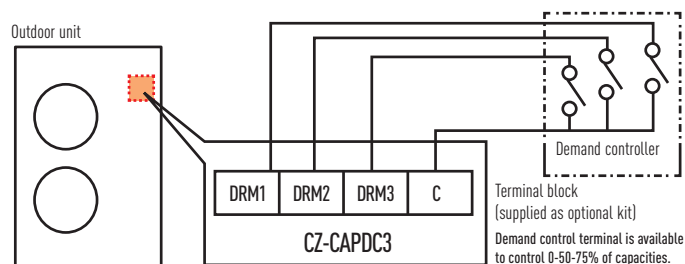 Outdoor unit
Demand controller
DRM1 DRM2 DRM3 C
CZ-CAPDC3
Terminal block
(supplied as optional kit)
Demand control terminal is available
to control 0-50-75% of capacities.